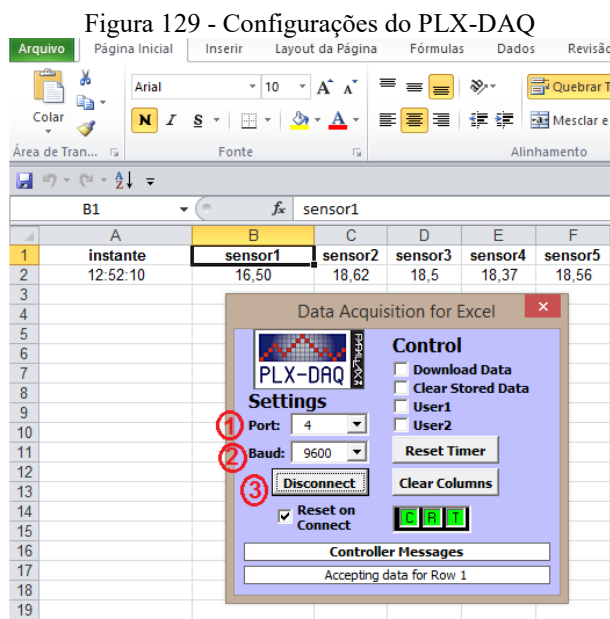 Figura 129 - Configurações do PLX-DAQ
Arquivo Página Inicial Inserir Layout da Página Fórmulas Dados Revisão
Arial 10 A A Quebrar T
Colar N I S A Mesclar e
Área de Tran... Fonte Alinhamento
B1 fx sensor1
A B C D E F
1 instante sensor1 sensor2 sensor3 sensor4 sensor5
2 12:52:10 16,50 18,62 18,5 18,37 18,56
3
4
5
6
7
8
9
10
11
12
13
14
15
16
17
18
19
Data Acquisition for Excel x
PLX-DAQ PARALLAX
Control
Download Data
Clear Stored Data
User1
User2
Settings
1 Port: 4
2 Baud: 9600
Reset Timer
3 Disconnect
Clear Columns
Reset on
Connect
C R T
Controller Messages
Accepting data for Row 1